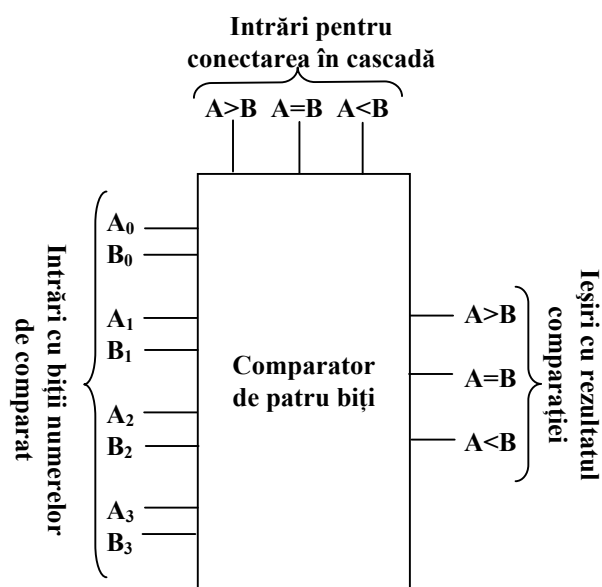 Intrări pentru
conectarea în cascadă
A>B A=B A<B
Intrări cu biții numerelor
de comparat
A0
B0
A1
B1
A2
B2
A3
B3
Comparator
de patru biți
A>B
A=B
A<B
Ieșiri cu rezultatul
comparației